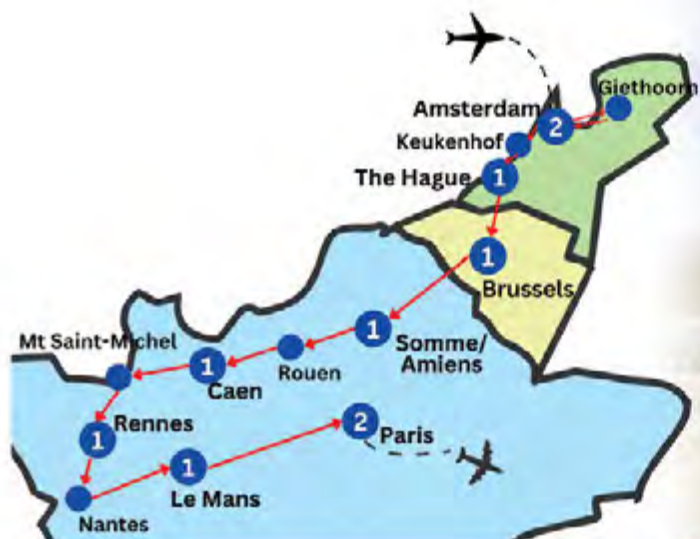 Giethoorn
Amsterdam
2
Keukenhof
The Hague
1
1
Brussels
1
Somme/
Amiens
Mt Saint-Michel
1
Caen
Rouen
Rennes
1
2
Paris
1
Le Mans
Nantes